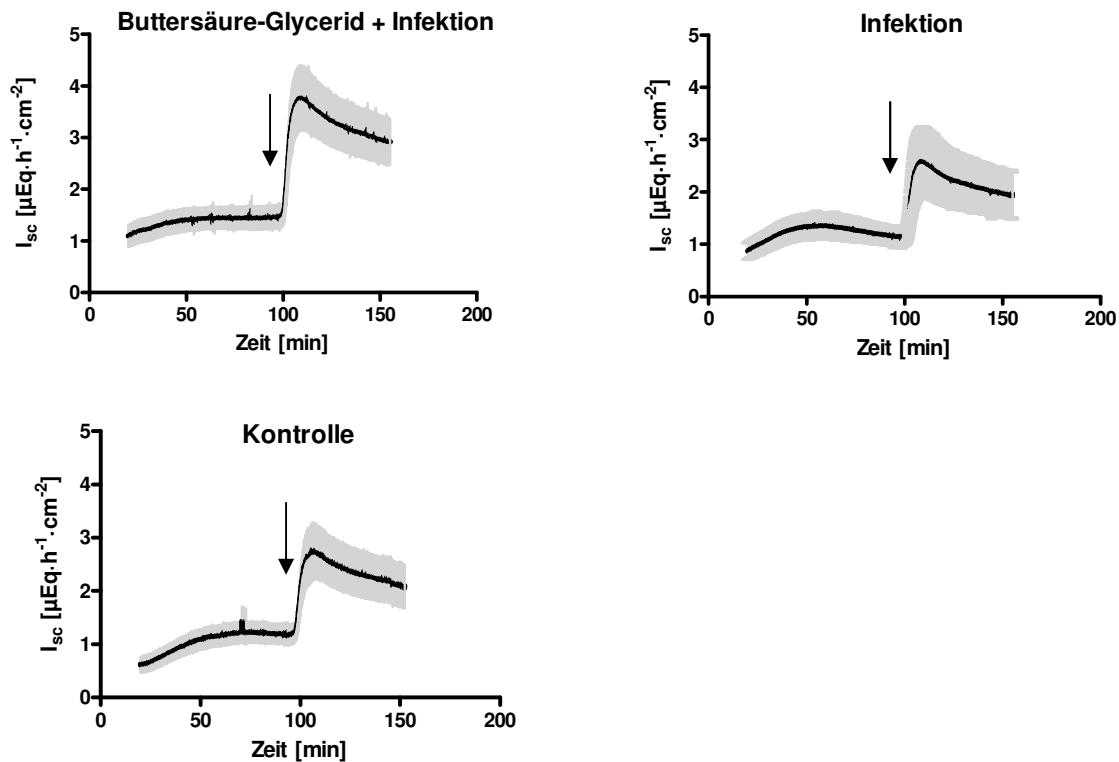 Buttersäure-Glycerid + Infektion
I_sc [µEq·h⁻¹·cm⁻²]
5
4
3
2
1
0
0 50 100 150 200
Zeit [min]
Infektion
I_sc [µEq·h⁻¹·cm⁻²]
5
4
3
2
1
0
0 50 100 150 200
Zeit [min]
Kontrolle
I_sc [µEq·h⁻¹·cm⁻²]
5
4
3
2
1
0
0 50 100 150 200
Zeit [min]